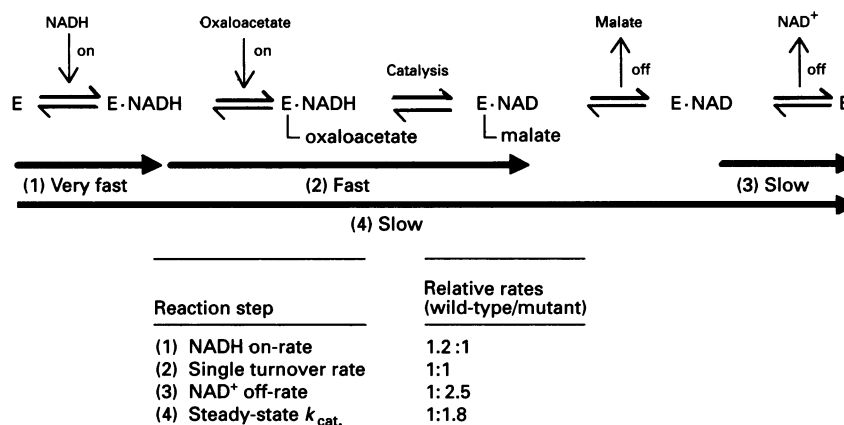 NADH Oxaloacetate Malate NAD+
on on Catalysis off off
E E·NADH E·NADH E·NAD E·NAD E
oxaloacetate malate
(1) Very fast (2) Fast (3) Slow
(4) Slow
Reaction step Relative rates (wild-type/mutant)
(1) NADH on-rate 1.2:1
(2) Single turnover rate 1:1
(3) NAD+ off-rate 1:2.5
(4) Steady-state kcat. 1:1.8